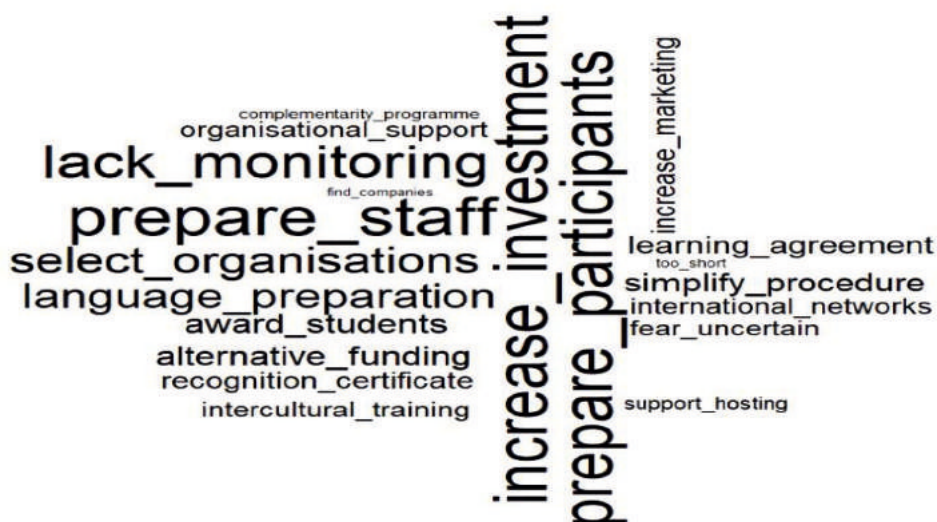 complementarity_programme
organisational_support
lack_monitoring
find_companies
prepare_staff
select_organisations
language_preparation
award_students
alternative_funding
recognition_certificate
intercultural_training
increase_investment
prepare_participants
increase_marketing
learning_agreement
too_short
simplify_procedure
international_networks
fear_uncertain
support_hosting